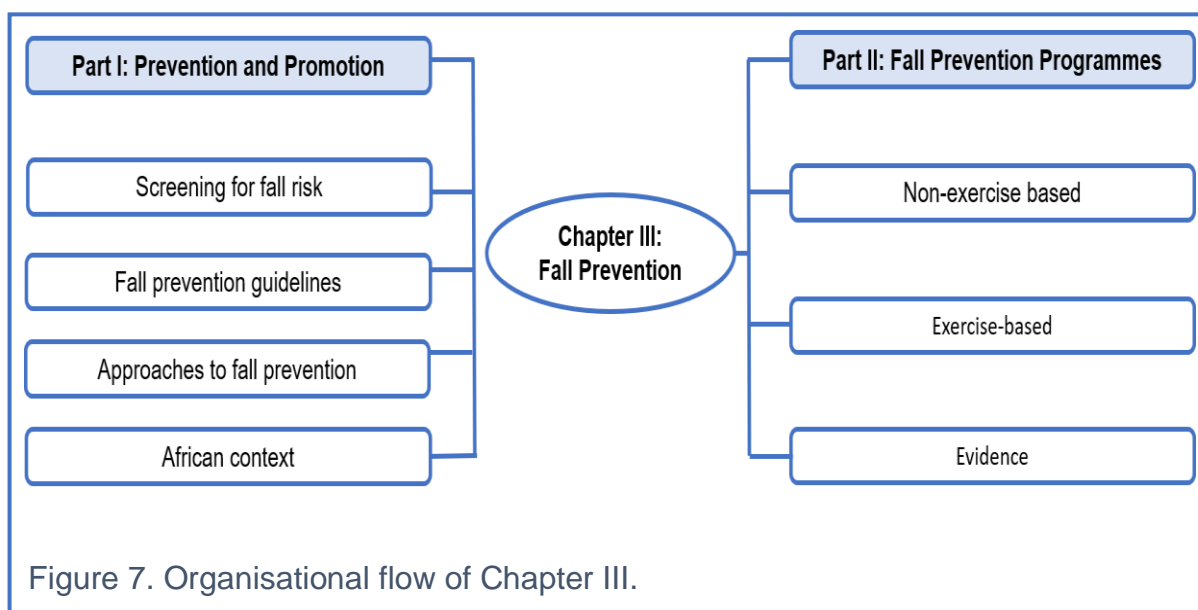 Part I: Prevention and Promotion
Screening for fall risk
Fall prevention guidelines
Approaches to fall prevention
African context
Chapter III:
Fall Prevention
Part II: Fall Prevention Programmes
Non-exercise based
Exercise-based
Evidence
Figure 7. Organisational flow of Chapter III.